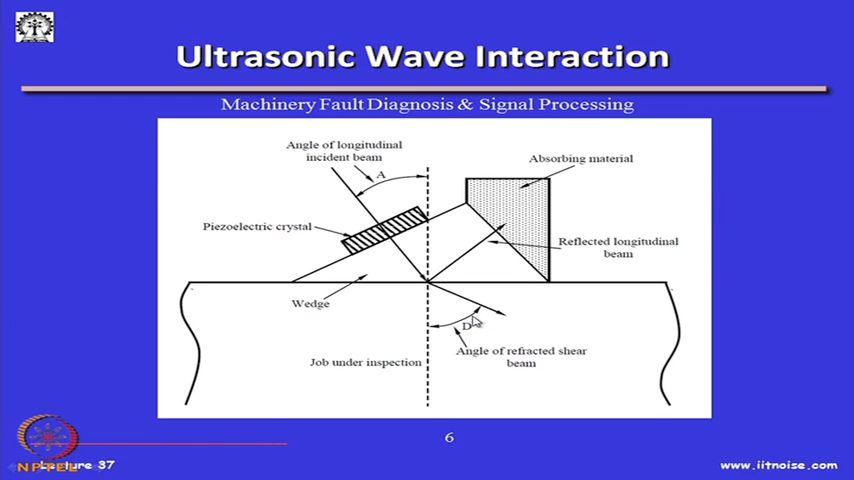 Ultrasonic Wave Interaction
Machinery Fault Diagnosis & Signal Processing
Angle of longitudinal
incident beam
A
Absorbing material
Piezoelectric crystal
Reflected longitudinal
beam
Wedge
D
Angle of refracted shear
beam
Job under inspection
6
NPTEL
Lecture 37
www.iitnoise.com